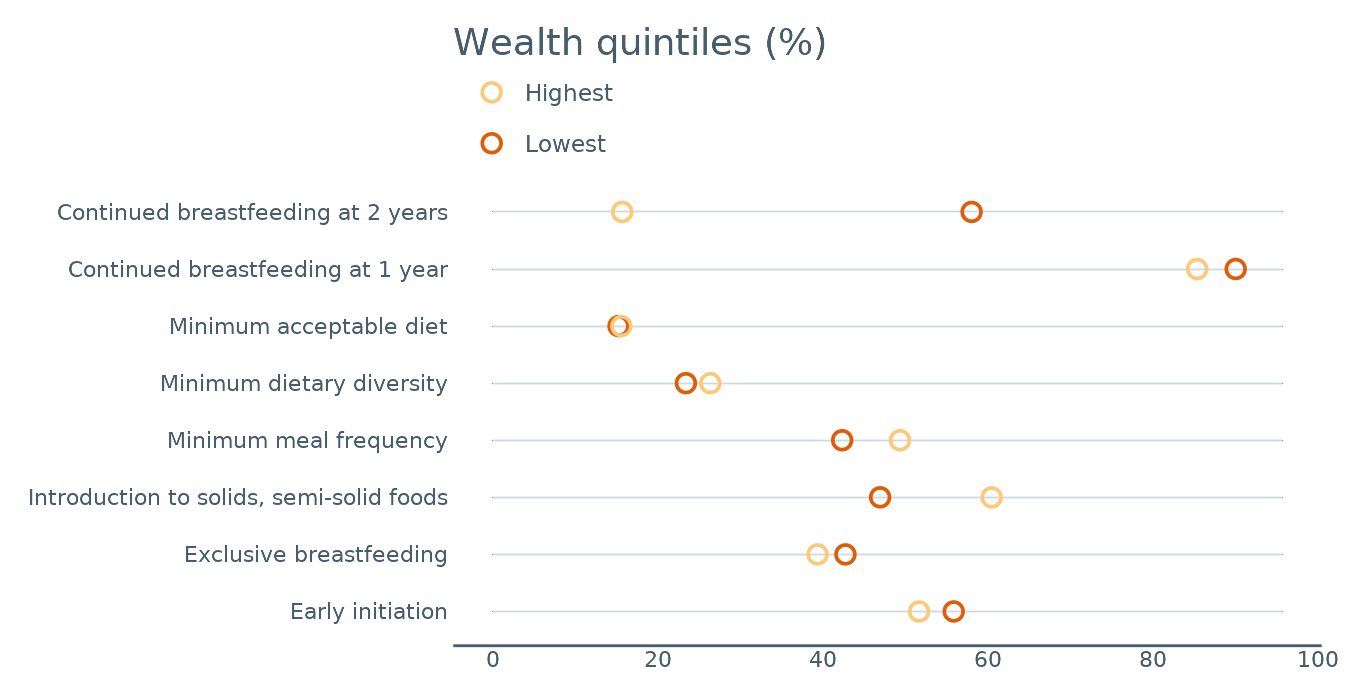 Wealth quintiles (%)
Highest
Lowest
Continued breastfeeding at 2 years
Continued breastfeeding at 1 year
Minimum acceptable diet
Minimum dietary diversity
Minimum meal frequency
Introduction to solids, semi-solid foods
Exclusive breastfeeding
Early initiation
0 20 40 60 80 100